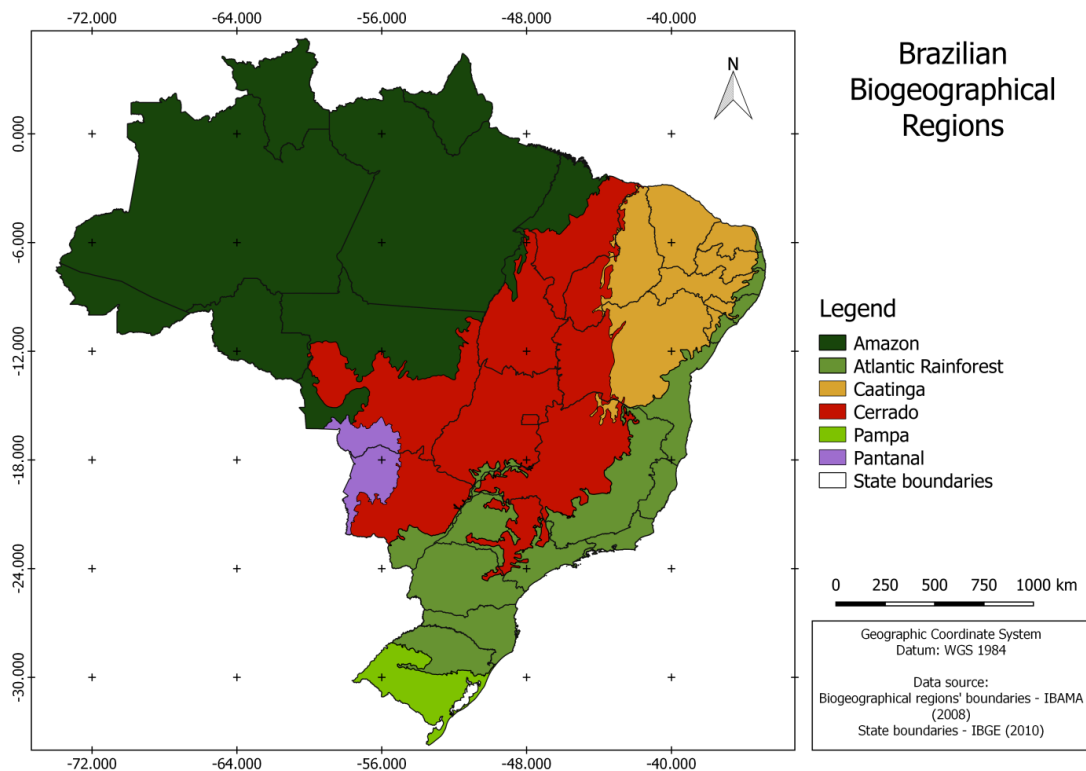 -72.000 -64.000 -56.000 -48.000 -40.000
Brazilian
Biogeographical
Regions
N
0.000
-6.000
-12.000
-18.000
-24.000
-30.000
Legend
Amazon
Atlantic Rainforest
Caatinga
Cerrado
Pampa
Pantanal
State boundaries
0 250 500 750 1000 km
Geographic Coordinate System
Datum: WGS 1984
Data source:
Biogeographical regions' boundaries - IBAMA
(2008)
State boundaries - IBGE (2010)
-72.000 -64.000 -56.000 -48.000 -40.000